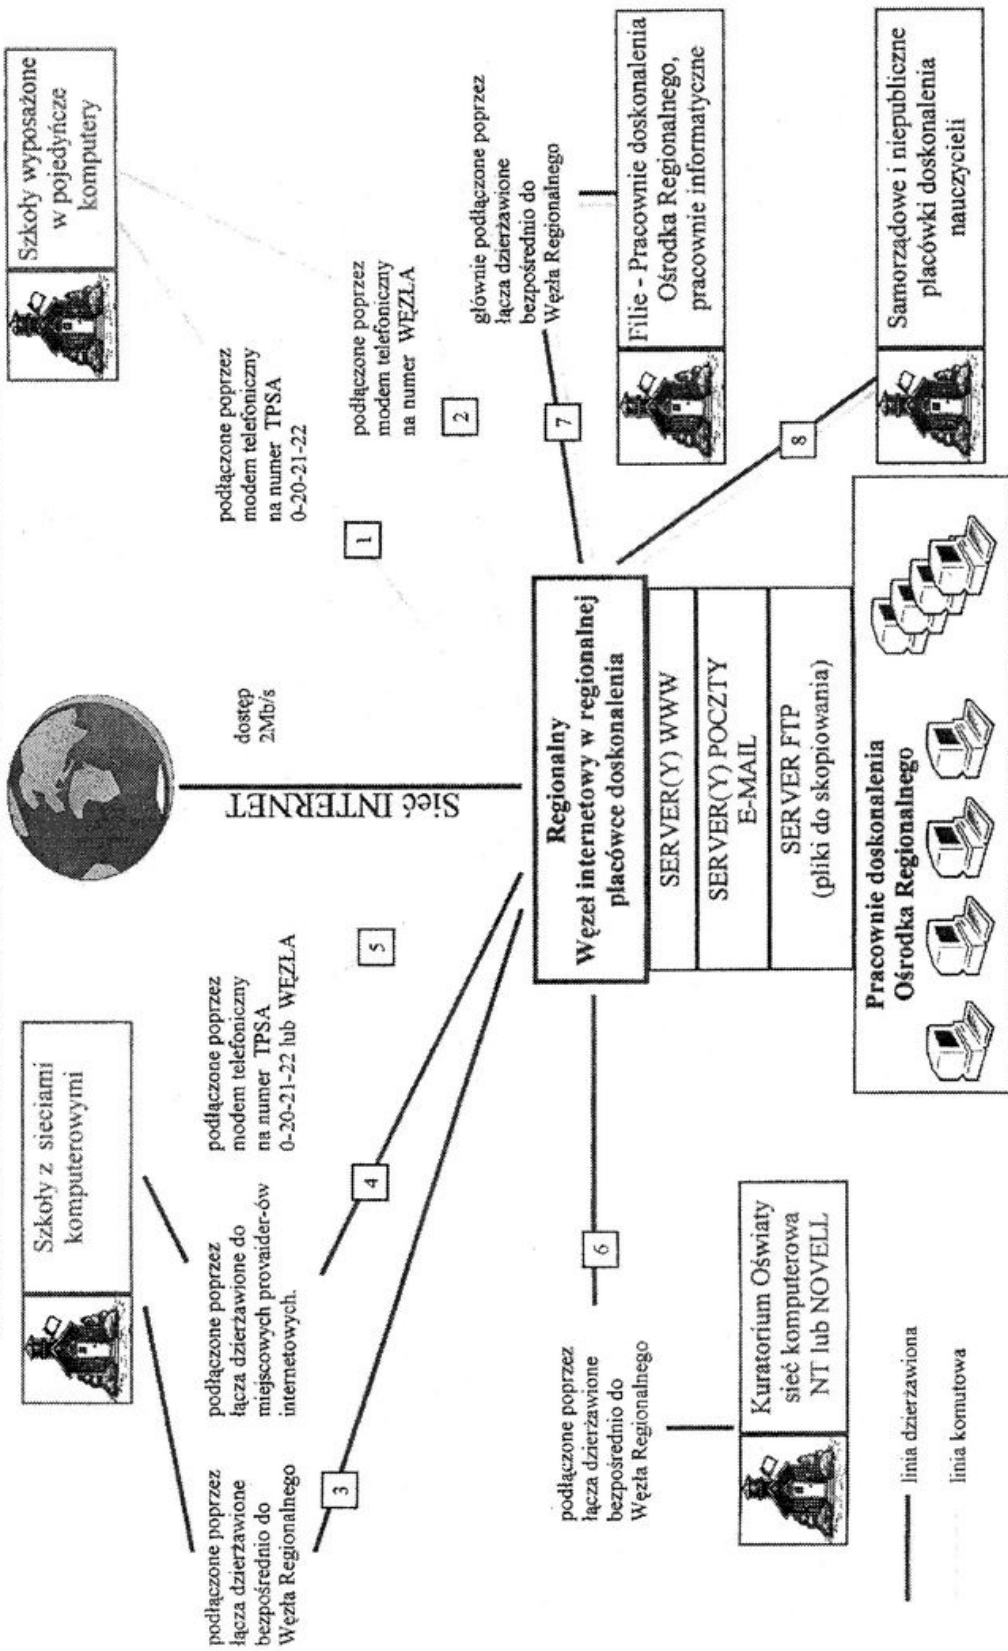 Szkoły z sieciami
komputerowymi
Szkoły wyposażone
w pojedyńcze
komputery
podłączone poprzez
łącza dzierżawione
bezpośrednio do
Węzła Regionalnego
podłączone poprzez
łącza dzierżawione do
miejscowych provaider-ów
internetowych.
podłączone poprzez
modem telefoniczny
na numer TPSA
0-20-21-22 lub WĘZŁA
dostęp
2Mb/s
Sieć INTERNET
podłączone poprzez
modem telefoniczny
na numer TPSA
0-20-21-22
podłączone poprzez
modem telefoniczny
na numer WĘZŁA
3
4
5
1
2
głównie podłączone poprzez
łącza dzierżawione
bezpośrednio do
Węzła Regionalnego
7
podłączone poprzez
łącza dzierżawione
bezpośrednio do
Węzła Regionalnego
6
Regionalny
Węzeł internetowy w regionalnej
placówce doskonalenia
SERVER(Y) WWW
SERVER(Y) POCZTY
E-MAIL
SERVER FTP
(pliki do skopiowania)
Filie - Pracownie doskonalenia
Ośrodka Regionalnego,
pracownie informatyczne
8
Kuratorium Oświaty
sieć komputerowa
NT lub NOVELL
Pracownie doskonalenia
Ośrodka Regionalnego
Samorządowe i niepubliczne
placówki doskonalenia
nauczycieli
linia dzierżawiona
linia komutowa